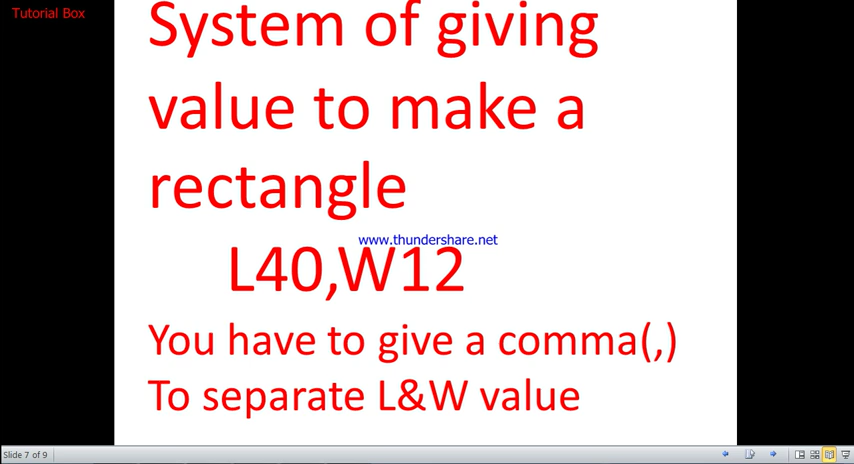 Tutorial Box
System of giving
value to make a
rectangle
www.thundershare.net
L40,W12
You have to give a comma(,)
To separate L&W value
Slide 7 of 9